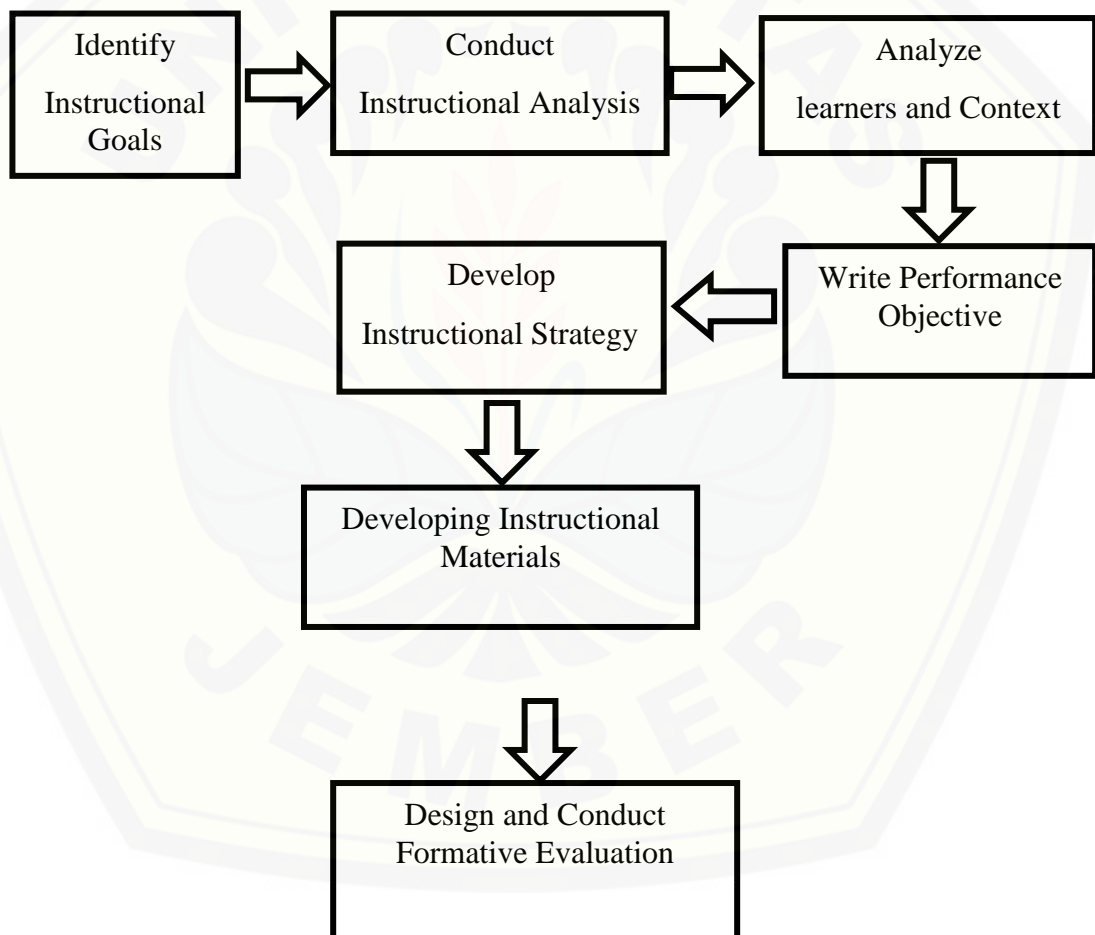 Identify
Instructional
Goals
Conduct
Instructional Analysis
Analyze
learners and Context
Write Performance
Objective
Develop
Instructional Strategy
Developing Instructional
Materials
JEMBER
Design and Conduct
Formative Evaluation